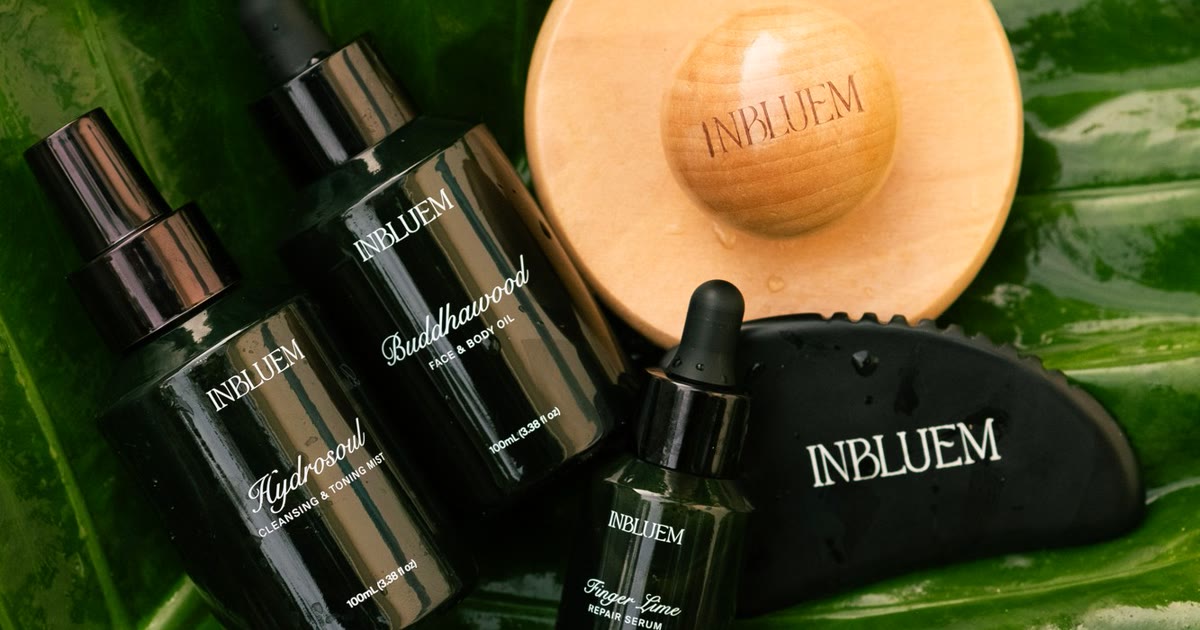 INBLUEM
Hydrosoul
CLEANSING & TONING MIST
100mL (3.38 fl oz)
INBLUEM
Buddhawood
FACE & BODY OIL
100mL (3.38 fl oz)
INBLUEM
INBLUEM
Finger Lime
REPAIR SERUM
INBLUEM